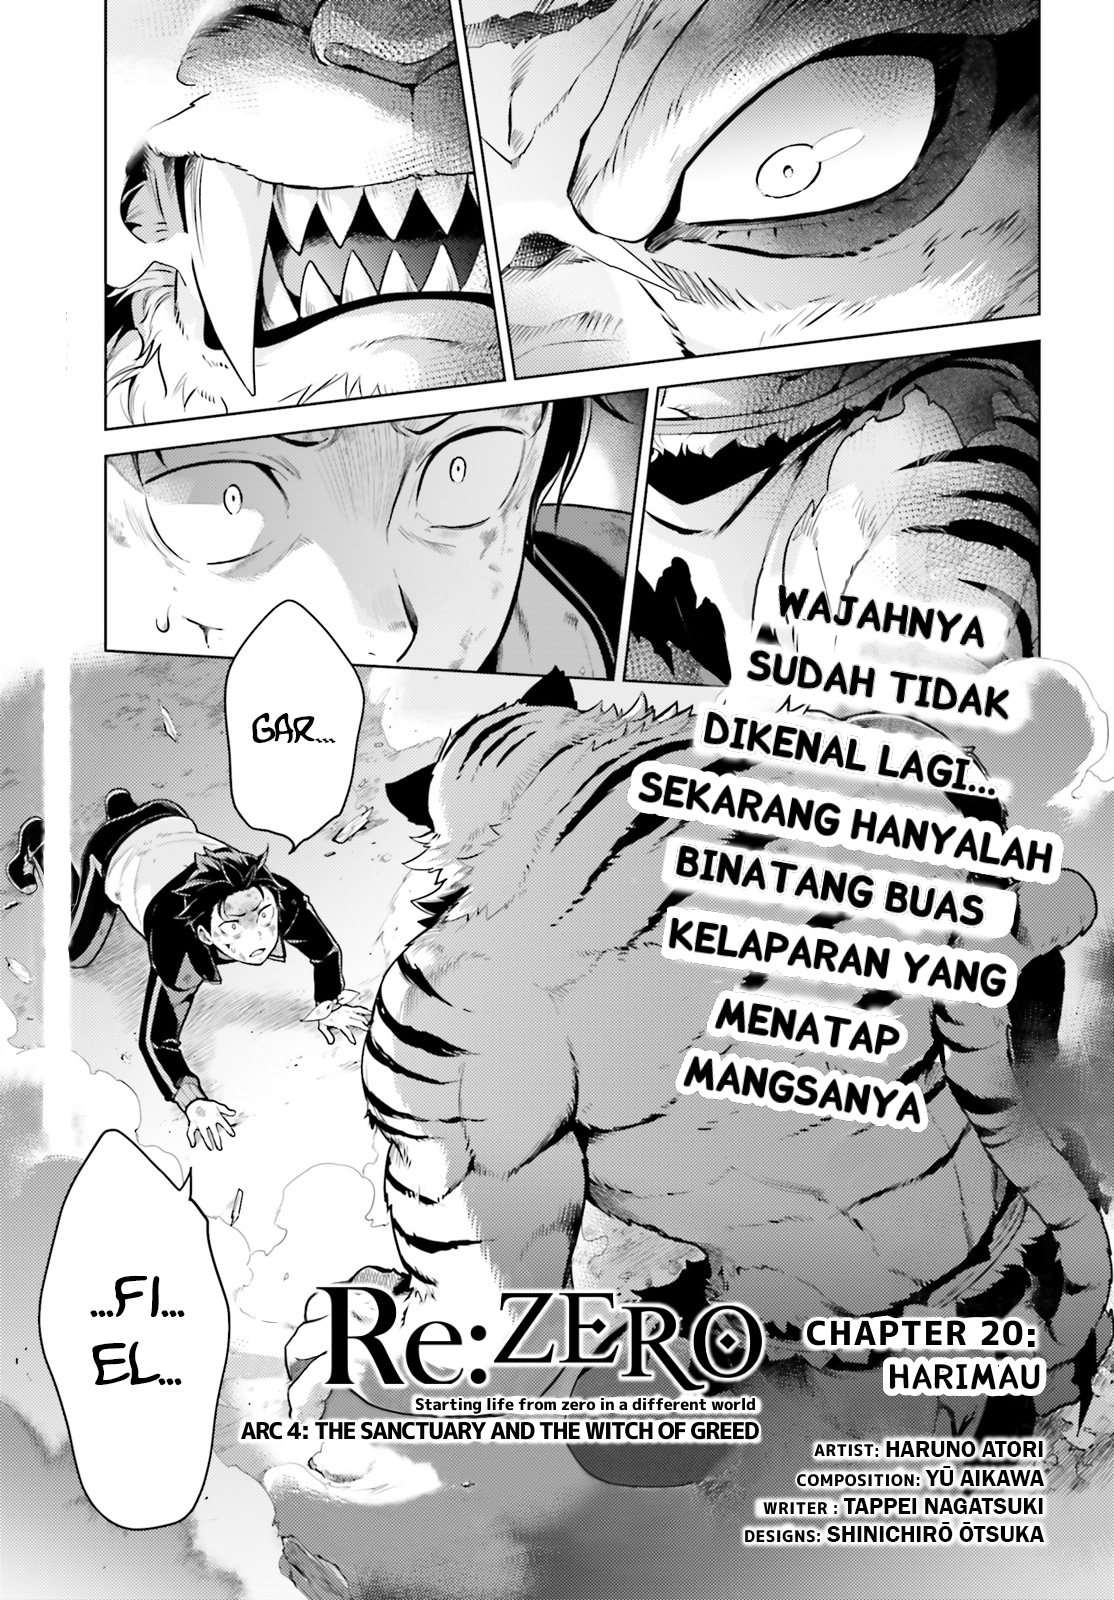 WAJAHNYA
SUDAH TIDAK
DIKENAL LAGI...
SEKARANG HANYALAH
BINATANG BUAS
KELAPARAN YANG
MENATAP
MANGSANYA
GAR...
...FI...
EL...
Re:ZERO
Starting life from zero in a different world
ARC 4: THE SANCTUARY AND THE WITCH OF GREED
CHAPTER 20:
HARIMAU
ARTIST: HARUNO ATORI
COMPOSITION: YŪ AIKAWA
WRITER : TAPPEI NAGATSUKI
DESIGNS: SHINICHIRŌ ŌTSUKA